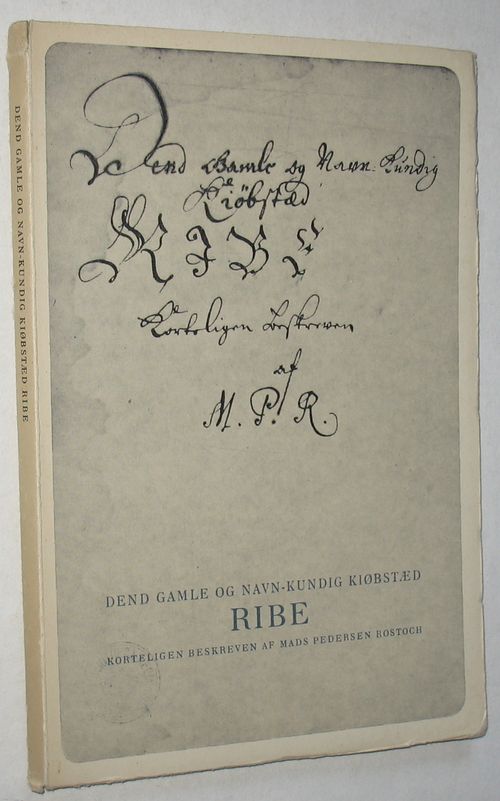 DEND GAMLE OG NAVN-KUNDIG KIØBSTÆD RIBE
Dend Gamle og Navn-Kundig
Kiøbstæd
RIBE
Korteligen beskreven
af
M. P. R.
DEND GAMLE OG NAVN-KUNDIG KIØBSTÆD
RIBE
KORTELIGEN BESKREVEN AF MADS PEDERSEN ROSTOCH